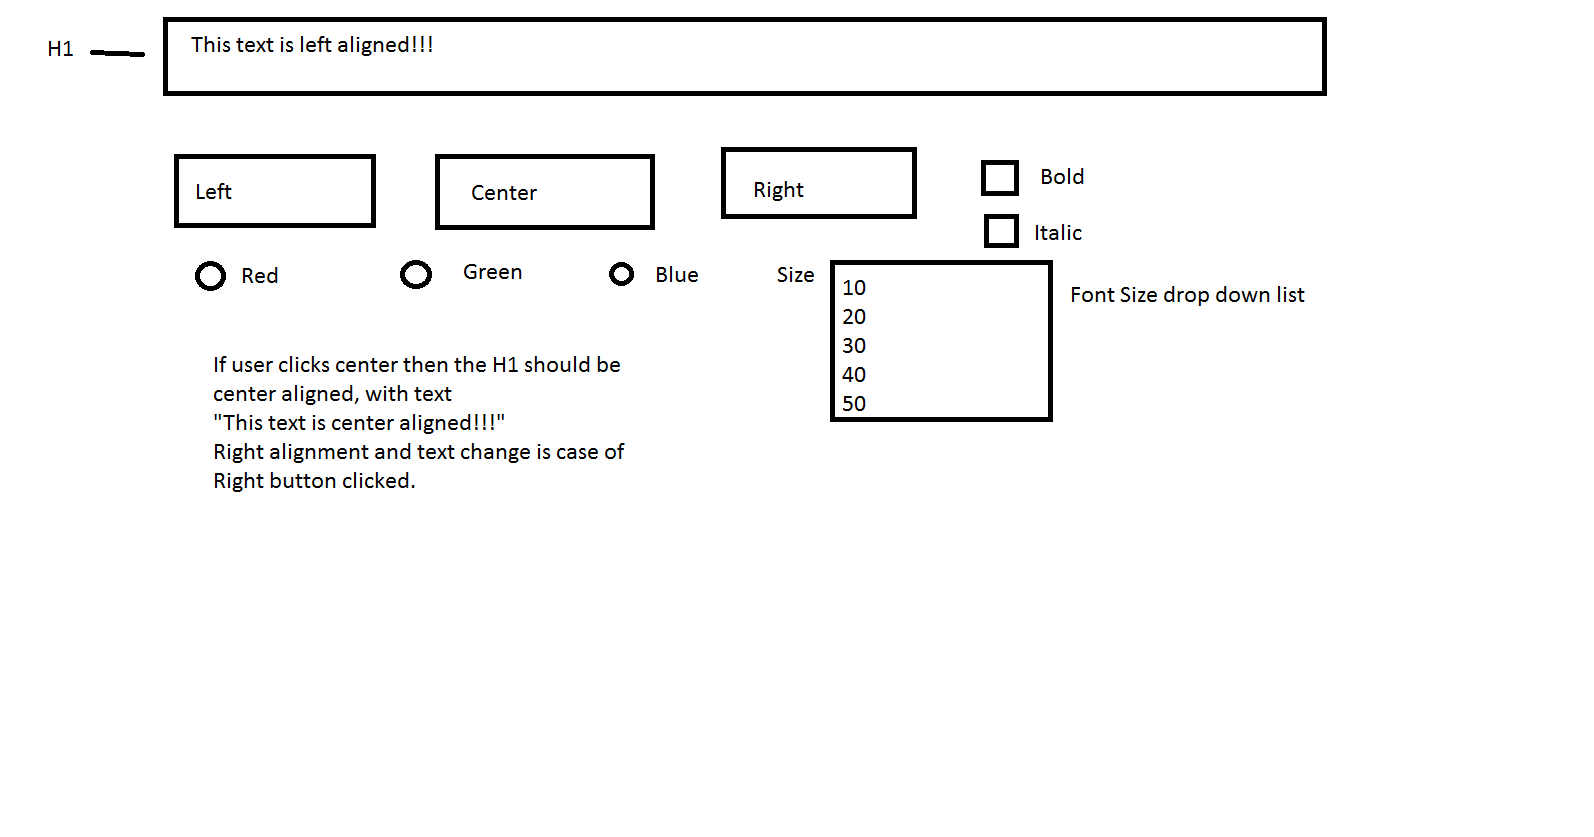 H1
This text is left aligned!!!
Left
Center
Right
Bold
Italic
Red
Green
Blue
Size
10
20
30
40
50
Font Size drop down list
If user clicks center then the H1 should be
center aligned, with text
"This text is center aligned!!!"
Right alignment and text change is case of
Right button clicked.